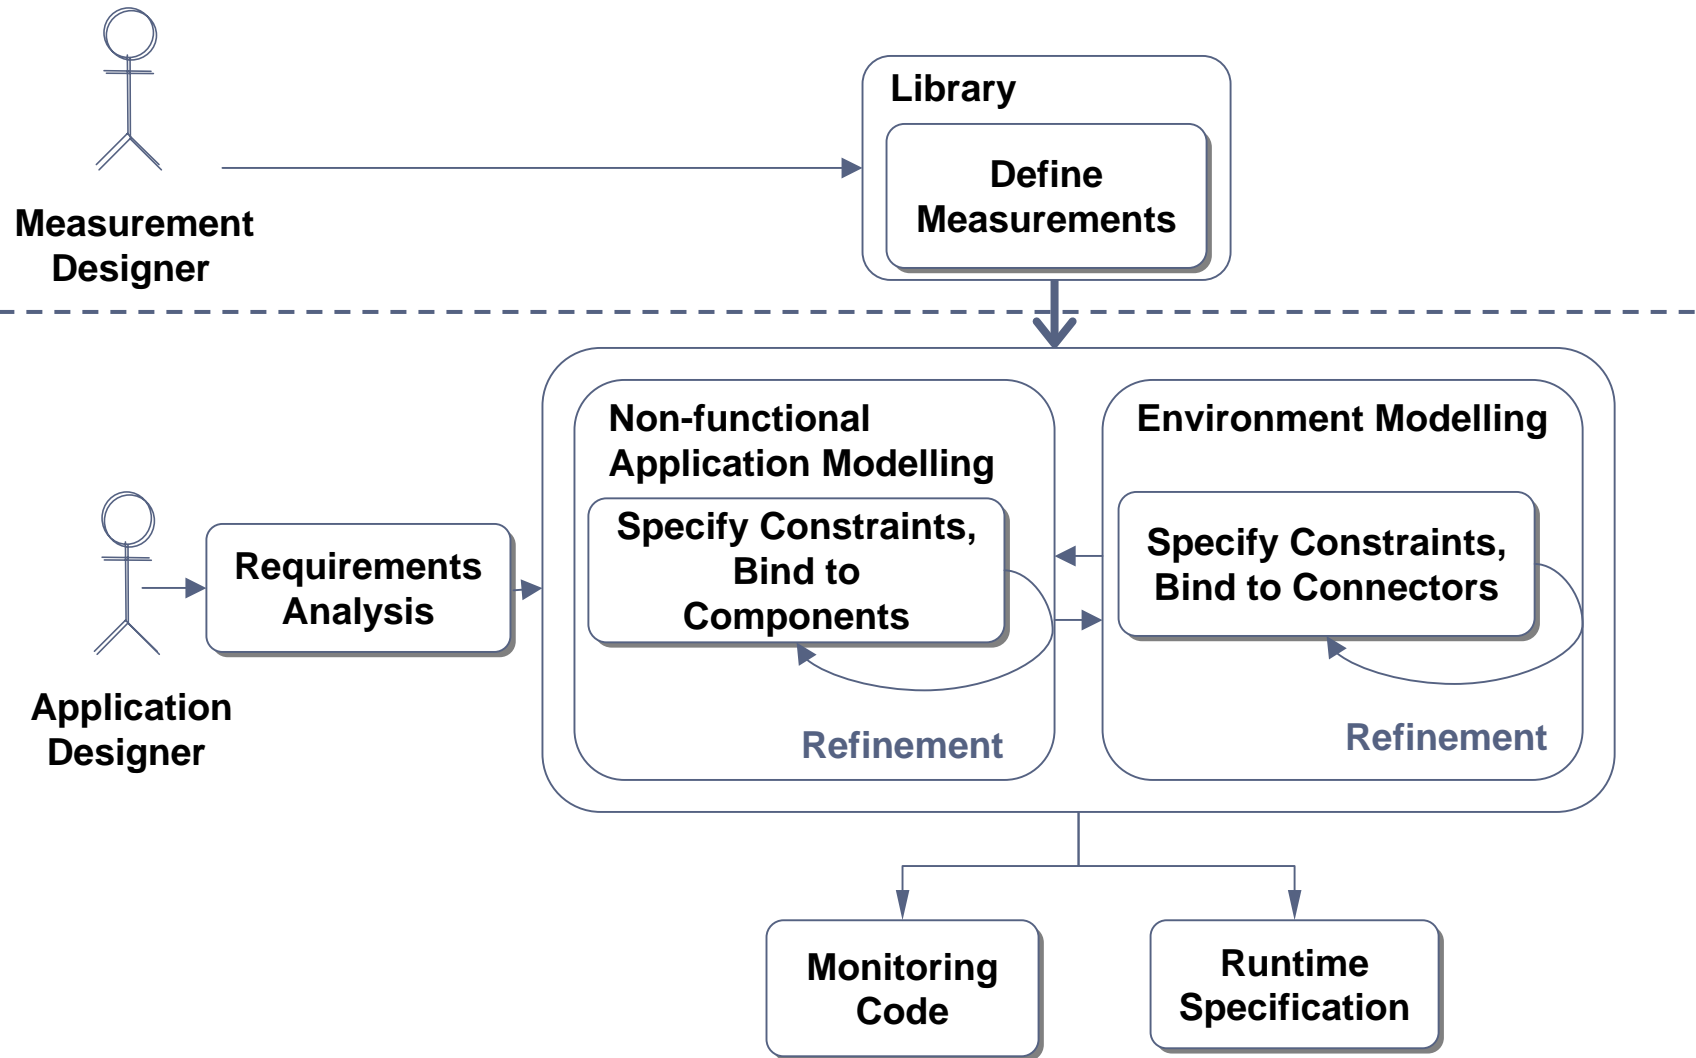 Library
Define
Measurements
Measurement
Designer
Non-functional
Application Modelling
Environment Modelling
Specify Constraints,
Bind to
Components
Specify Constraints,
Bind to Connectors
Requirements
Analysis
Application
Designer
Refinement
Refinement
Monitoring
Code
Runtime
Specification